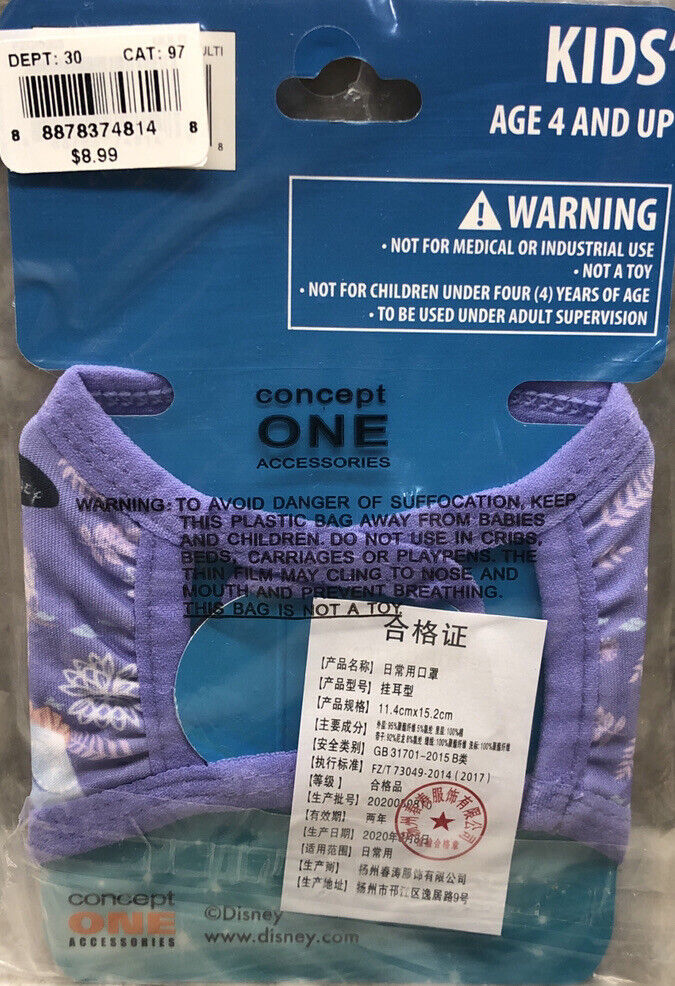 DEPT: 30 CAT: 97
ULTI
8 8878374814 8
8
$8.99
KIDS'
AGE 4 AND UP
WARNING
• NOT FOR MEDICAL OR INDUSTRIAL USE
• NOT A TOY
• NOT FOR CHILDREN UNDER FOUR (4) YEARS OF AGE
• TO BE USED UNDER ADULT SUPERVISION
concept
ONE
ACCESSORIES
WARNING: TO AVOID DANGER OF SUFFOCATION, KEEP
THIS PLASTIC BAG AWAY FROM BABIES
AND CHILDREN. DO NOT USE IN CRIBS,
BEDS, CARRIAGES OR PLAYPENS. THE
THIN FILM MAY CLING TO NOSE AND
MOUTH AND PREVENT BREATHING.
THIS BAG IS NOT A TOY
合格证
【产品名称】日常用口罩
【产品型号】挂耳型
【产品规格】11.4cmx15.2cm
【主要成分】
【安全类别】GB 31701-2015 B类
【执行标准】FZ/T 73049-2014 (2017)
【等级】 合格品
【生产批号】
【有效期】 两年
【生产日期】
【适用范围】日常用
【生产商】 扬州春涛服饰有限公司
【生产地址】扬州市邗江区逸居路9号
concept
ONE
ACCESSORIES
©Disney
www.disney.com